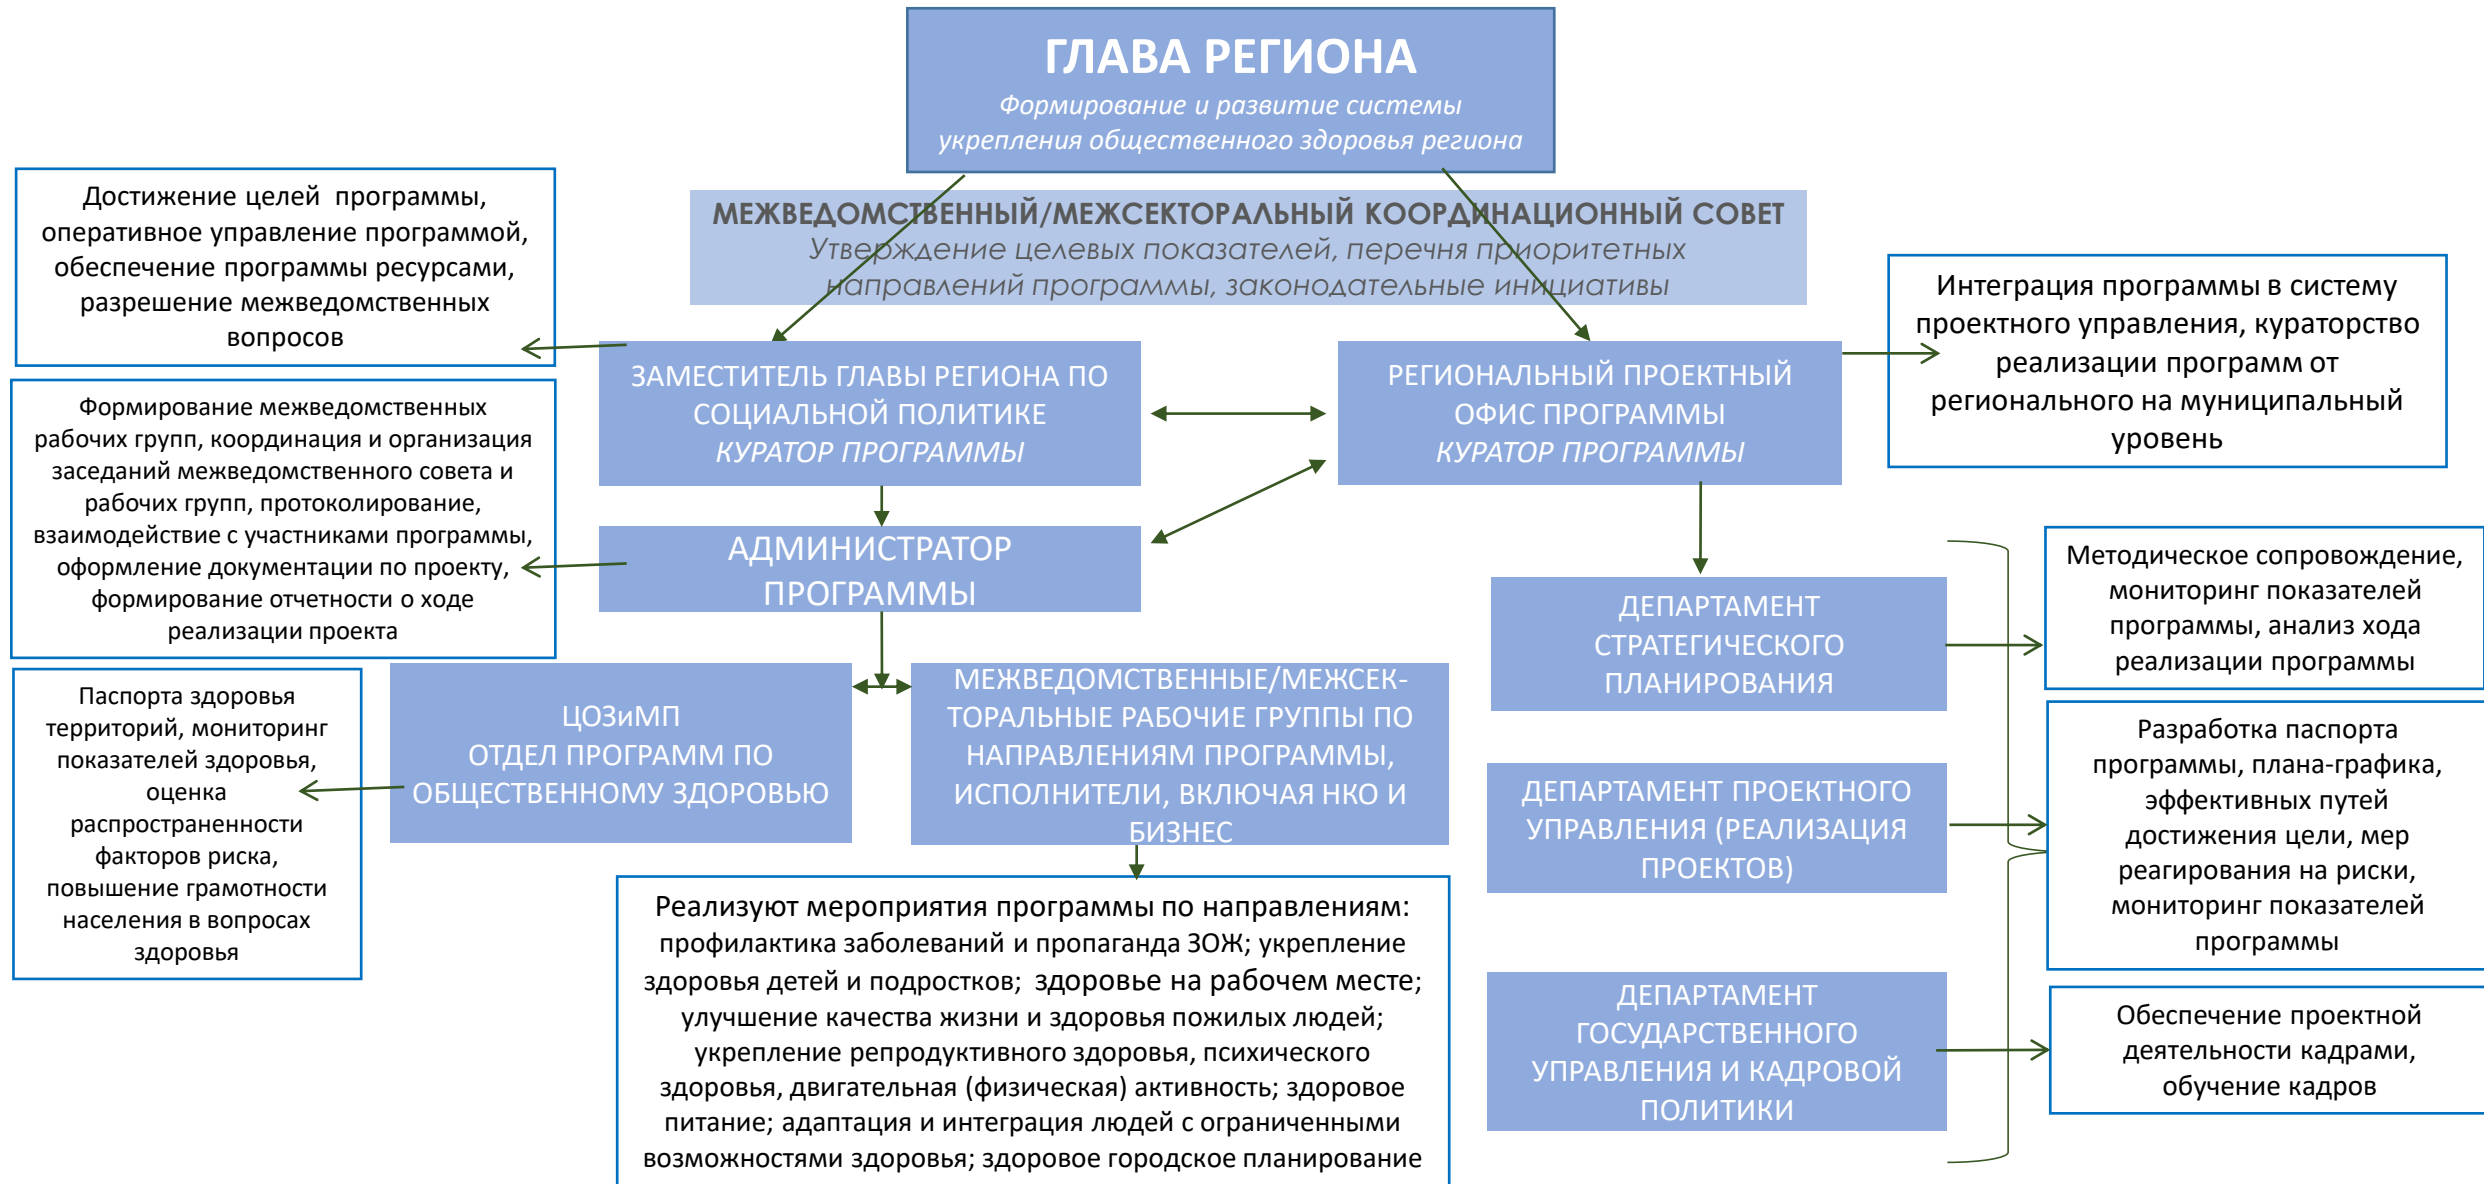 ГЛАВА РЕГИОНА
Формирование и развитие системы
укрепления общественного здоровья региона
МЕЖВЕДОМСТВЕННЫЙ/МЕЖСЕКТОРАЛЬНЫЙ КООРДИНАЦИОННЫЙ СОВЕТ
Утверждение целевых показателей, перечня приоритетных
направлений программы, законодательные инициативы
Достижение целей программы,
оперативное управление программой,
обеспечение программы ресурсами,
разрешение межведомственных
вопросов
ЗАМЕСТИТЕЛЬ ГЛАВЫ РЕГИОНА ПО
СОЦИАЛЬНОЙ ПОЛИТИКЕ
КУРАТОР ПРОГРАММЫ
РЕГИОНАЛЬНЫЙ ПРОЕКТНЫЙ
ОФИС ПРОГРАММЫ
КУРАТОР ПРОГРАММЫ
Интеграция программы в систему
проектного управления, кураторство
реализации программ от
регионального на муниципальный
уровень
Формирование межведомственных
рабочих групп, координация и организация
заседаний межведомственного совета и
рабочих групп, протоколирование,
взаимодействие с участниками программы,
оформление документации по проекту,
формирование отчетности о ходе
реализации проекта
АДМИНИСТРАТОР
ПРОГРАММЫ
Паспорта здоровья
территорий, мониторинг
показателей здоровья,
оценка
распространенности
факторов риска,
повышение грамотности
населения в вопросах
здоровья
ЦОЗиМП
ОТДЕЛ ПРОГРАММ ПО
ОБЩЕСТВЕННОМУ ЗДОРОВЬЮ
МЕЖВЕДОМСТВЕННЫЕ/МЕЖСЕК-
ТОРАЛЬНЫЕ РАБОЧИЕ ГРУППЫ ПО
НАПРАВЛЕНИЯМ ПРОГРАММЫ,
ИСПОЛНИТЕЛИ, ВКЛЮЧАЯ НКО И
БИЗНЕС
Реализуют мероприятия программы по направлениям:
профилактика заболеваний и пропаганда ЗОЖ; укрепление
здоровья детей и подростков; здоровье на рабочем месте;
улучшение качества жизни и здоровья пожилых людей;
укрепление репродуктивного здоровья, психического
здоровья, двигательная (физическая) активность; здоровое
питание; адаптация и интеграция людей с ограниченными
возможностями здоровья; здоровое городское планирование
ДЕПАРТАМЕНТ
СТРАТЕГИЧЕСКОГО
ПЛАНИРОВАНИЯ
Методическое сопровождение,
мониторинг показателей
программы, анализ хода
реализации программы
ДЕПАРТАМЕНТ ПРОЕКТНОГО
УПРАВЛЕНИЯ (РЕАЛИЗАЦИЯ
ПРОЕКТОВ)
Разработка паспорта
программы, плана-графика,
эффективных путей
достижения цели, мер
реагирования на риски,
мониторинг показателей
программы
ДЕПАРТАМЕНТ
ГОСУДАРСТВЕННОГО
УПРАВЛЕНИЯ И КАДРОВОЙ
ПОЛИТИКИ
Обеспечение проектной
деятельности кадрами,
обучение кадров